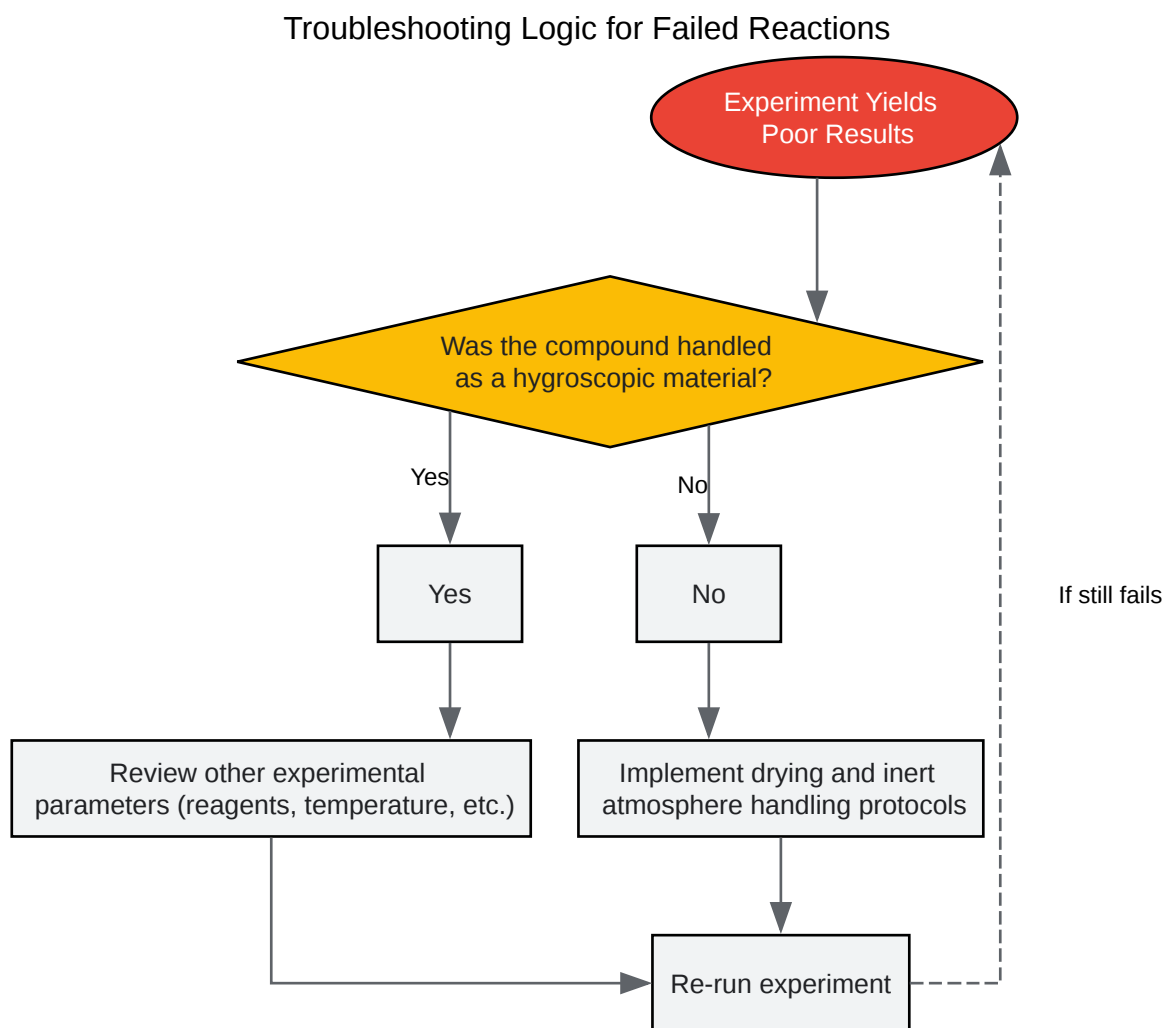 Troubleshooting Logic for Failed Reactions
Experiment Yields
Poor Results
Was the compound handled
as a hygroscopic material?
Yes
No
Yes
No
If still fails
Review other experimental
parameters (reagents, temperature, etc.)
Implement drying and inert
atmosphere handling protocols
Re-run experiment